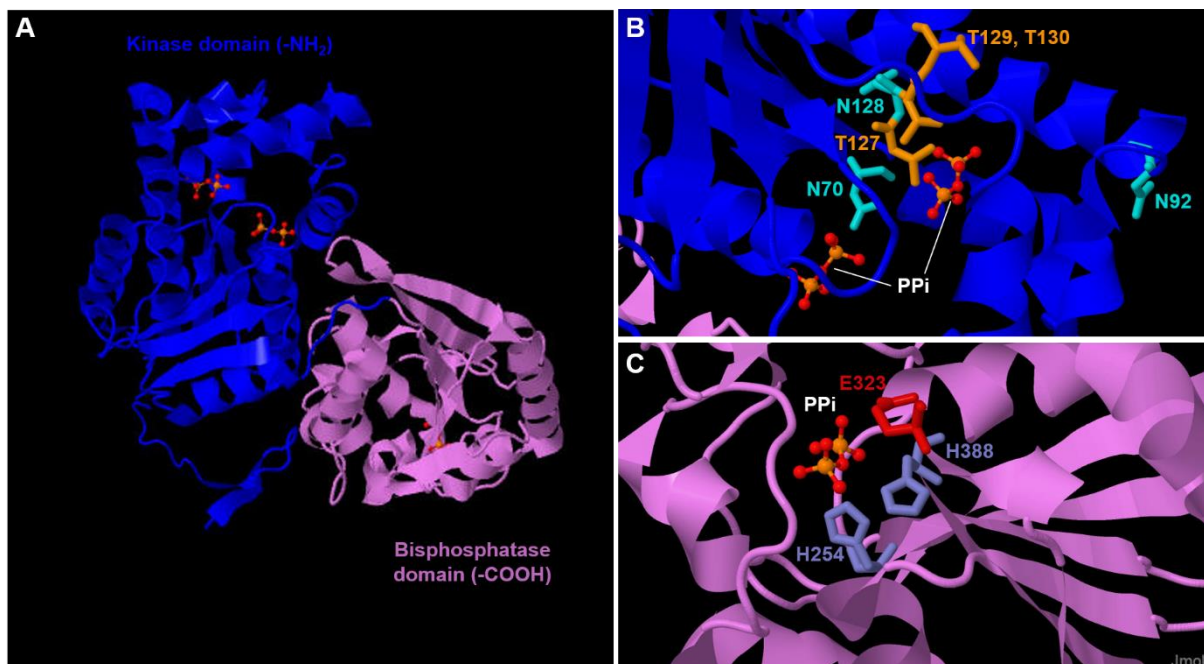 A
Kinase domain (-NH₂)
Bisphosphatase
domain (-COOH)
B
T129, T130
N128
T127
N70
N92
PPi
C
E323
PPi
H388
H254
Jmol